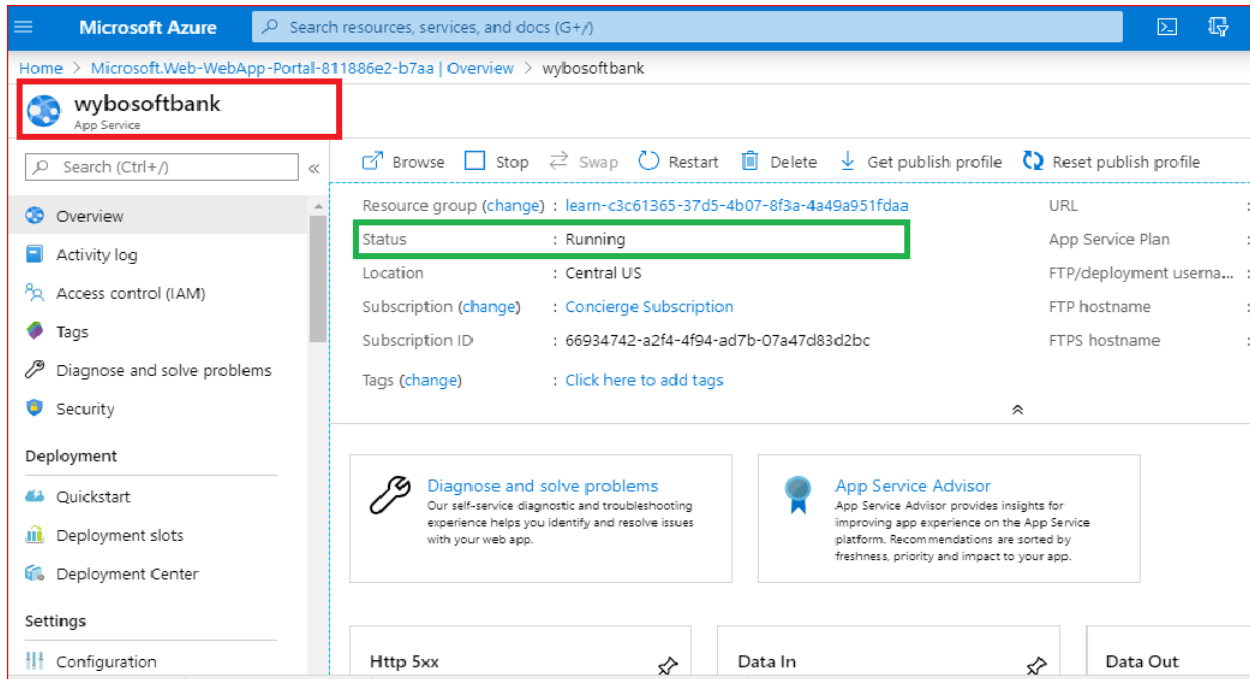 Microsoft Azure
Search resources, services, and docs (G+/)
Home > Microsoft.Web-WebApp-Portal-811886e2-b7aa | Overview > wybosoftbank
wybosoftbank
App Service
Search (Ctrl+/)
«
Overview
Activity log
Access control (IAM)
Tags
Diagnose and solve problems
Security
Deployment
Quickstart
Deployment slots
Deployment Center
Settings
Configuration
Browse Stop Swap Restart Delete Get publish profile Reset publish profile
Resource group (change) : learn-c3c61365-37d5-4b07-8f3a-4a49a951fdaa
Status : Running
Location : Central US
Subscription (change) : Concierge Subscription
Subscription ID : 66934742-a2f4-4f94-ad7b-07a47d83d2bc
Tags (change) : Click here to add tags
URL :
App Service Plan :
FTP/deployment userna... :
FTP hostname :
FTPS hostname :
Diagnose and solve problems
Our self-service diagnostic and troubleshooting
experience helps you identify and resolve issues
with your web app.
App Service Advisor
App Service Advisor provides insights for
improving app experience on the App Service
platform. Recommendations are sorted by
freshness, priority and impact to your app.
Http 5xx
Data In
Data Out